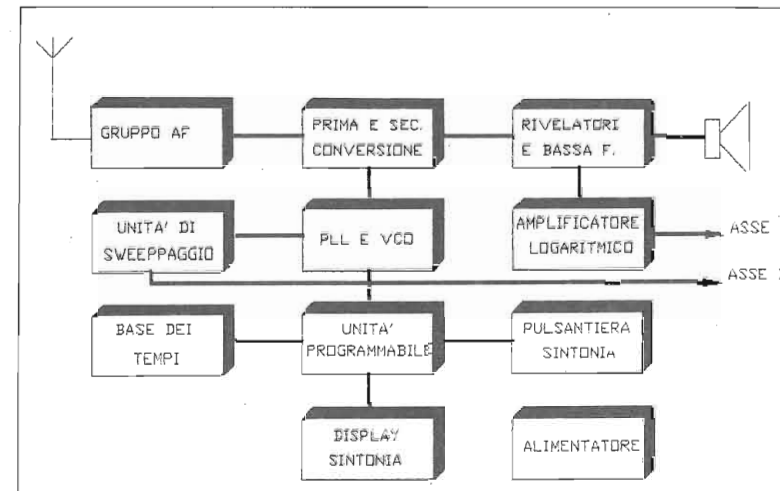 GRUPPO AF
PRIMA E SEC.
CONVERSIONE
RIVELATORI
E BASSA F.
UNITA' DI
SWEEPPAGGIO
PLL E VCO
AMPLIFICATORE
LOGARITMICO
ASSE
ASSE
BASE DEI
TEMPI
UNITA'
PROGRAMMABILE
PULSANTIERA
SINTONIA
DISPLAY
SINTONIA
ALIMENTATORE